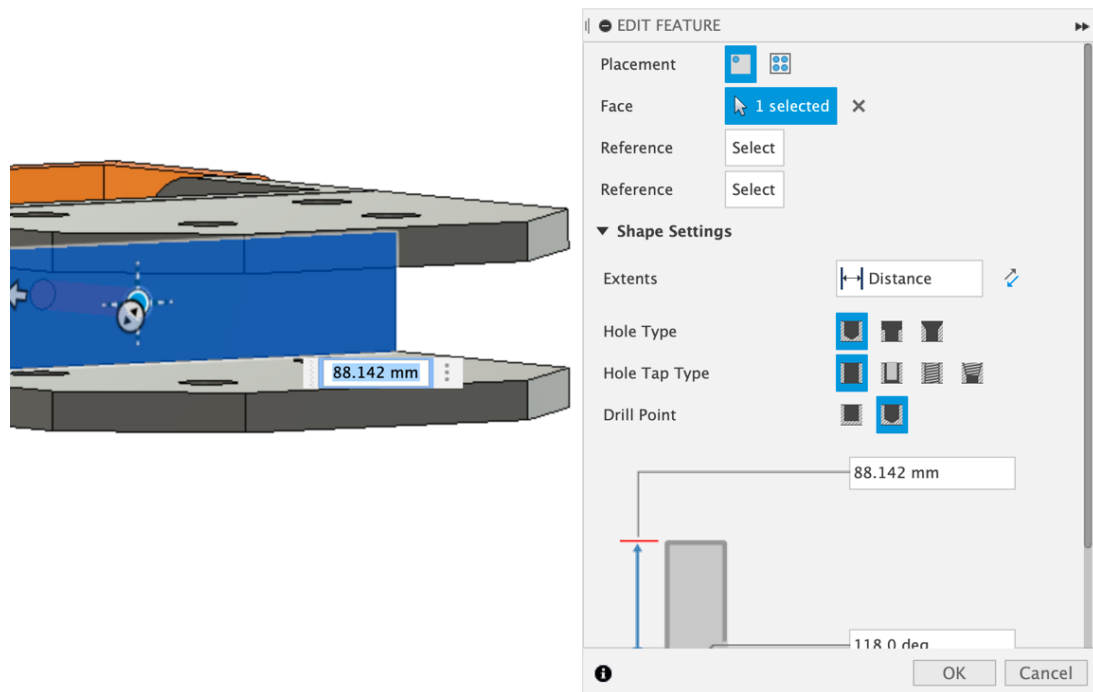 EDIT FEATURE
Placement
Face 1 selected
Reference Select
Reference Select
Shape Settings
Extents Distance
Hole Type
Hole Tap Type
88.142 mm
Drill Point
88.142 mm
118.0 deg
OK Cancel